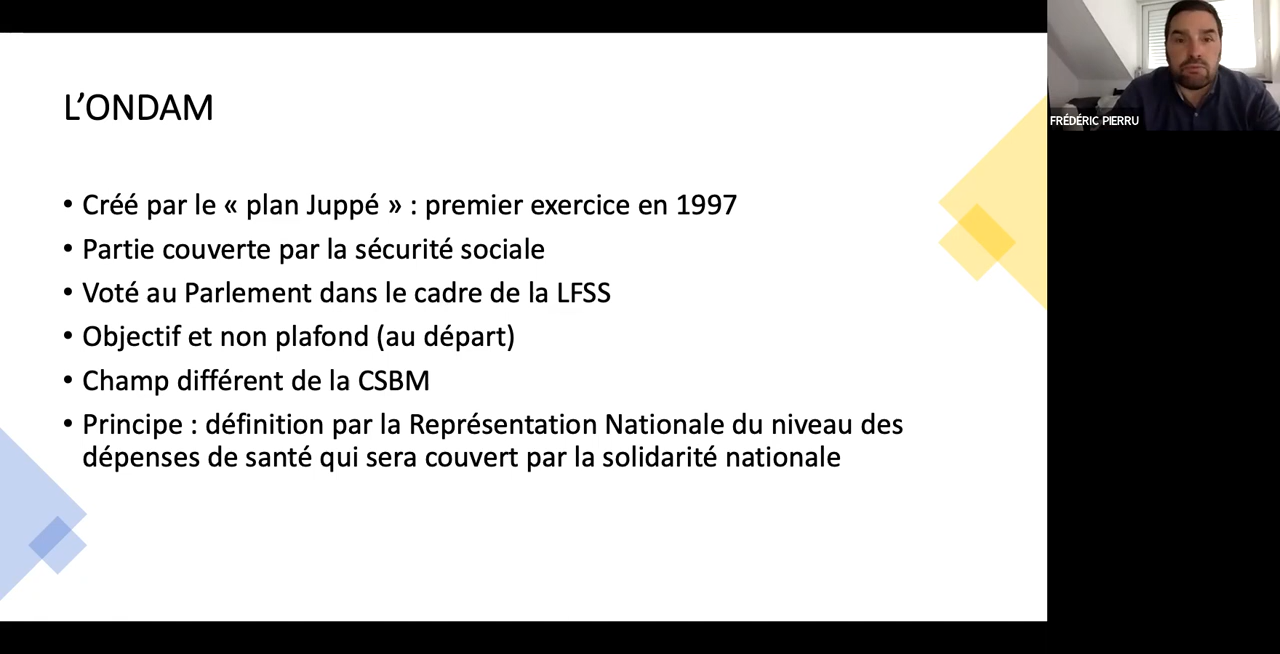 L’ONDAM
• Créé par le « plan Juppé » : premier exercice en 1997
• Partie couverte par la sécurité sociale
• Voté au Parlement dans le cadre de la LFSS
• Objectif et non plafond (au départ)
• Champ différent de la CSBM
• Principe : définition par la Représentation Nationale du niveau des
dépenses de santé qui sera couvert par la solidarité nationale
FRÉDÉRIC PIERRU